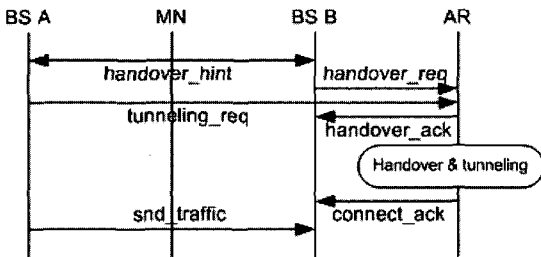 BS A MN BS B AR
handover_hint handover_req
tunneling_req handover_ack
Handover & tunneling
snd_traffic connect_ack